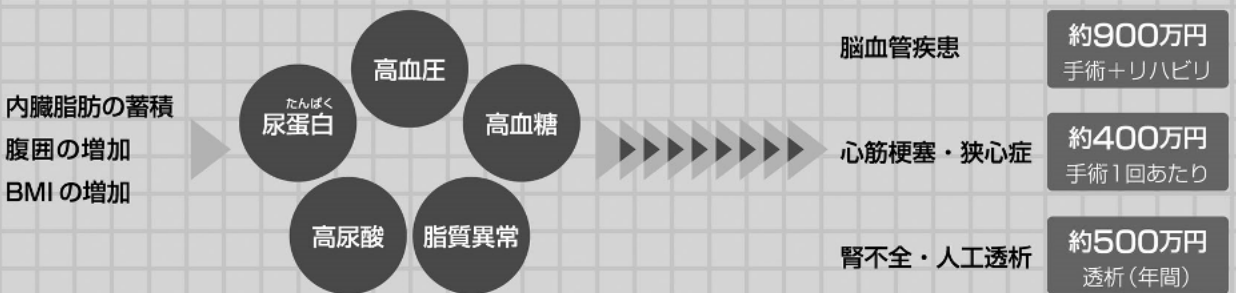 内臓脂肪の蓄積
腹囲の増加
BMIの増加
高血圧
たんぱく
尿蛋白
高血糖
高尿酸
脂質異常
脳血管疾患
約900万円
手術＋リハビリ
心筋梗塞・狭心症
約400万円
手術1回あたり
腎不全・人工透析
約500万円
透析（年間）